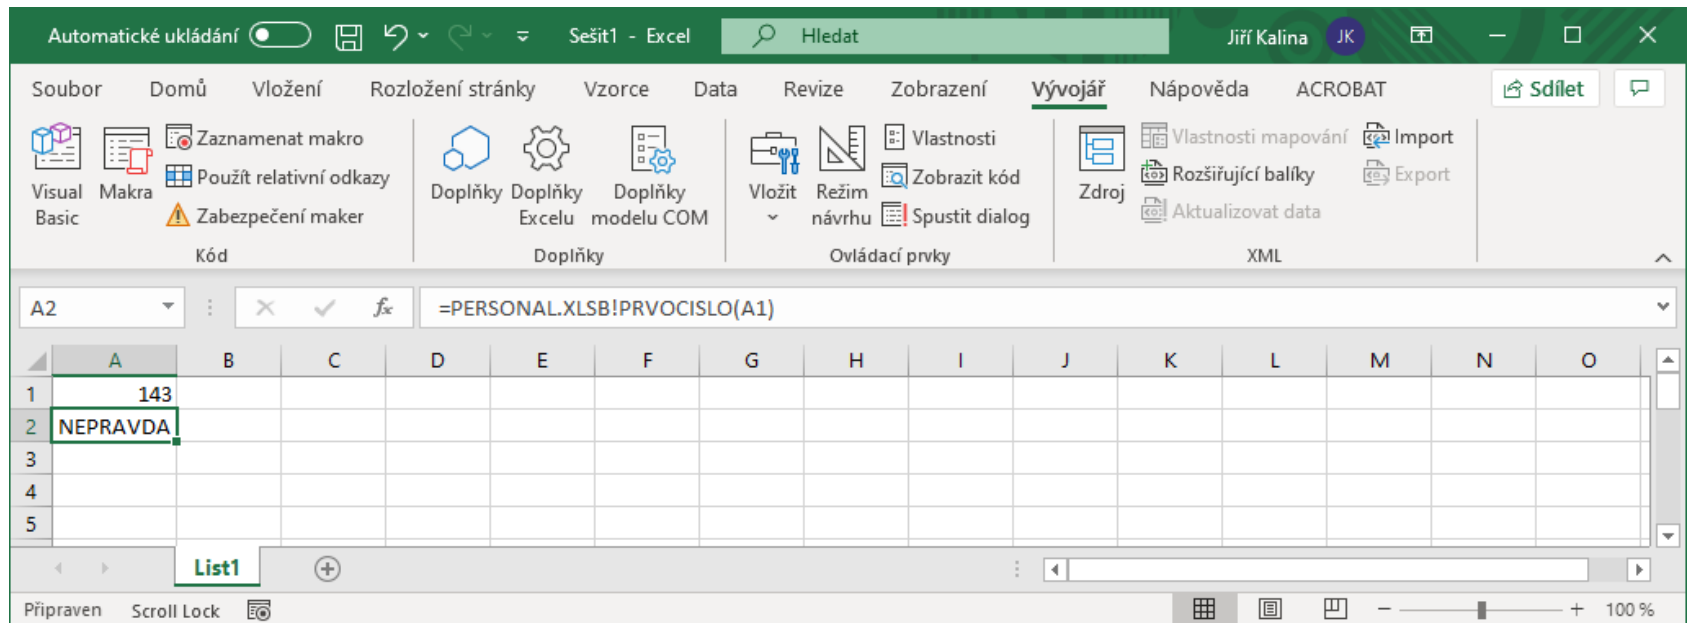 Automatické ukládání Sešit1 - Excel Hledat Jiří Kalina JK
Soubor Domů Vložení Rozložení stránky Vzorce Data Revize Zobrazení Vývojář Nápověda ACROBAT Sdílet
Visual Basic
Makra
Zaznamenat makro
Použít relativní odkazy
Zabezpečení maker
Kód
Doplňky
Doplňky Excelu
Doplňky modelu COM
Doplňky
Vložit
Režim návrhu
Vlastnosti
Zobrazit kód
Spustit dialog
Ovládací prvky
Zdroj
Vlastnosti mapování
Rozšiřující balíky
Aktualizovat data
Import
Export
XML
A2 fx =PERSONAL.XLSB!PRVOCISLO(A1)
A B C D E F G H I J K L M N O
1 143
2 NEPRAVDA
3
4
5
List1
Připraven Scroll Lock 100 %